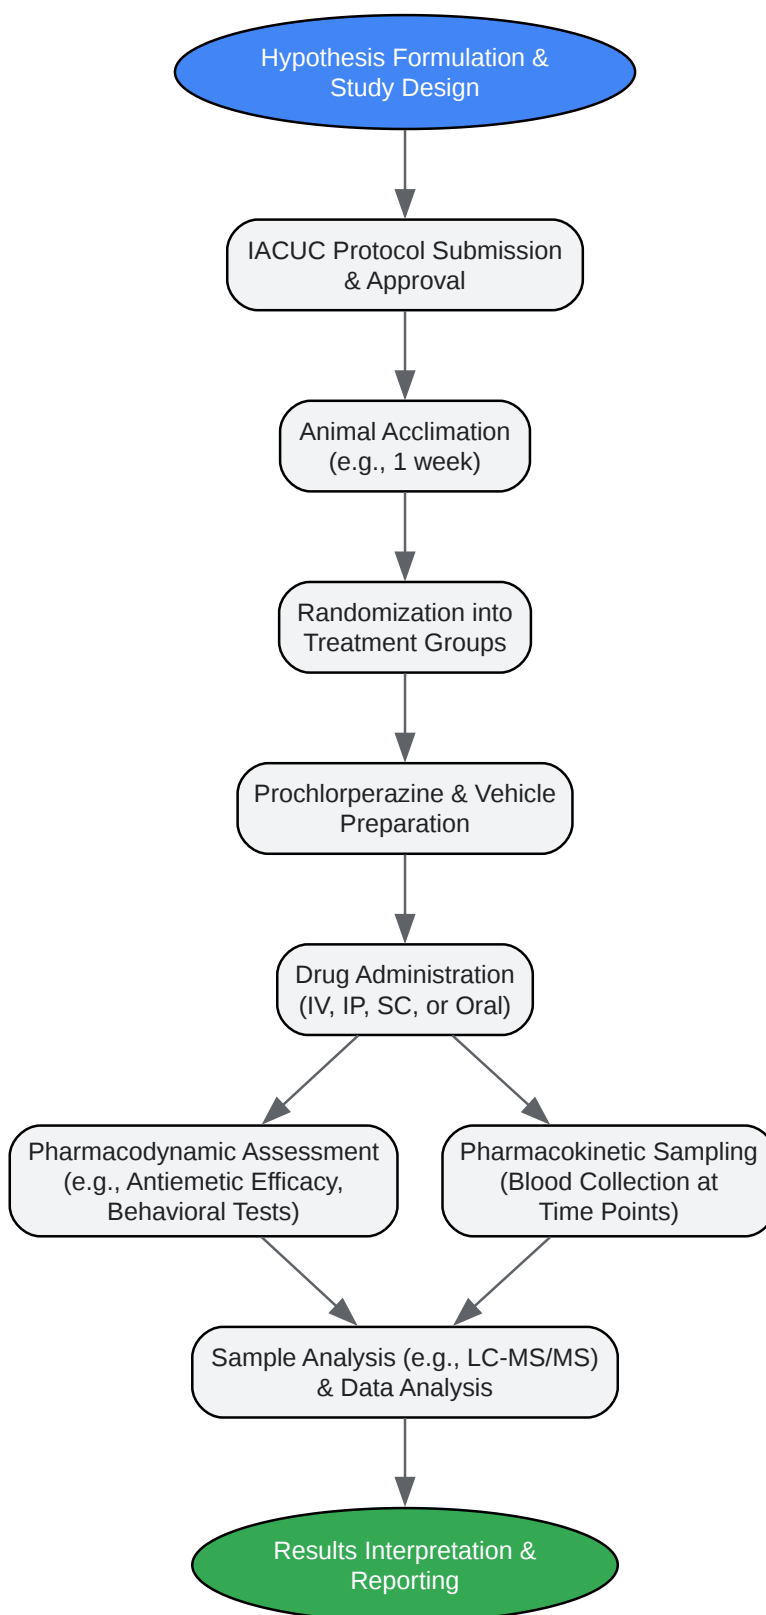 Hypothesis Formulation &
Study Design
IACUC Protocol Submission
& Approval
Animal Acclimation
(e.g., 1 week)
Randomization into
Treatment Groups
Prochlorperazine & Vehicle
Preparation
Drug Administration
(IV, IP, SC, or Oral)
Pharmacodynamic Assessment
(e.g., Antiemetic Efficacy,
Behavioral Tests)
Pharmacokinetic Sampling
(Blood Collection at
Time Points)
Sample Analysis (e.g., LC-MS/MS)
& Data Analysis
Results Interpretation &
Reporting